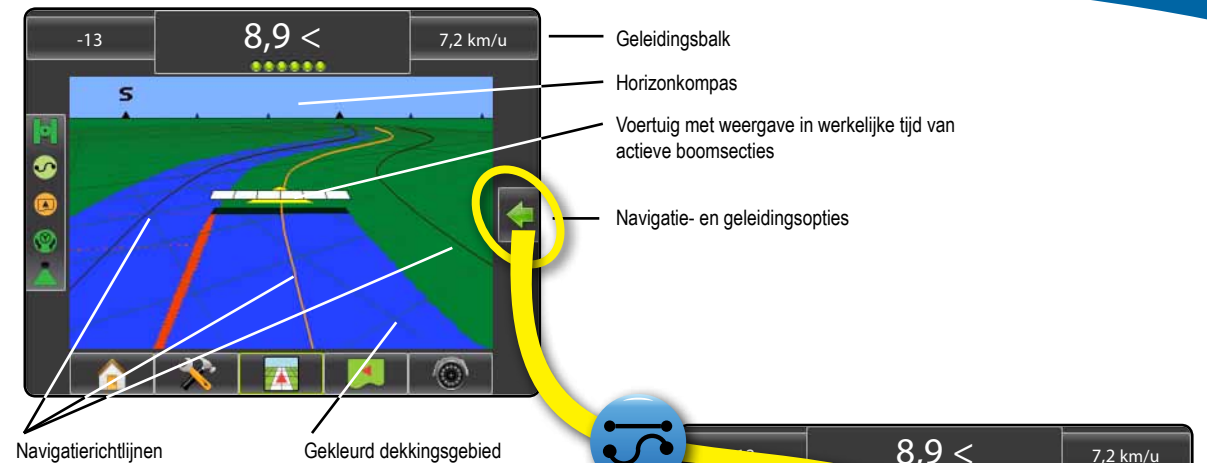 -13
8,9 <
7,2 km/u
Geleidingsbalk
Horizonkompas
S
Voertuig met weergave in werkelijke tijd van
actieve boomsecties
Navigatie- en geleidingsopties
Navigatierichtlijnen
Gekleurd dekkingsgebied
8,9 <
7,2 km/u